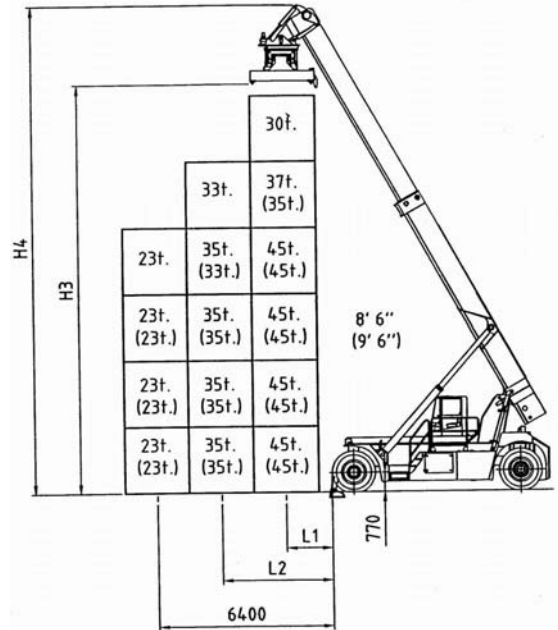 30t.
33t.
37t.
(35t.)
23t.
35t.
(33t.)
45t.
(45t.)
23t.
(23t.)
35t.
(35t.)
45t.
(45t.)
23t.
(23t.)
35t.
(35t.)
45t.
(45t.)
23t.
(23t.)
35t.
(35t.)
45t.
(45t.)
H4
H3
8' 6''
(9' 6'')
770
L1
L2
6400